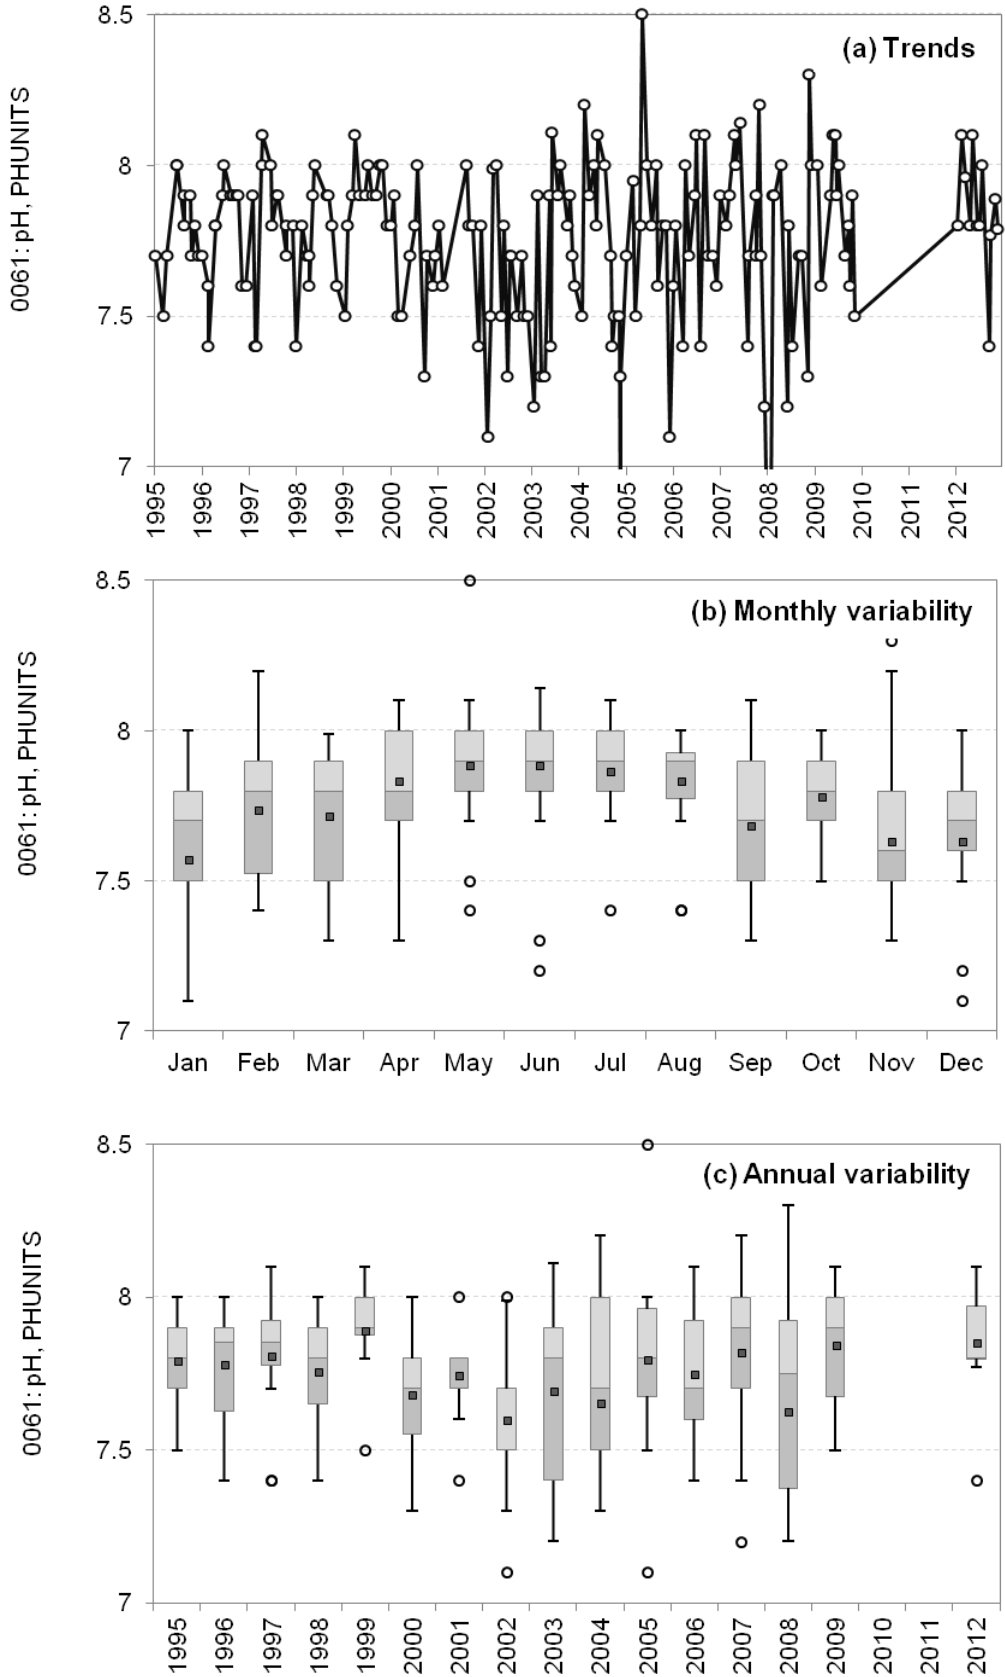 8.5
(a) Trends
8
7.5
7
0061: pH, PHUNITS
1995 1996 1997 1998 1999 2000 2001 2002 2003 2004 2005 2006 2007 2008 2009 2010 2011 2012
8.5
(b) Monthly variability
8
7.5
7
0061: pH, PHUNITS
Jan Feb Mar Apr May Jun Jul Aug Sep Oct Nov Dec
8.5
(c) Annual variability
8
7.5
7
0061: pH, PHUNITS
1995 1996 1997 1998 1999 2000 2001 2002 2003 2004 2005 2006 2007 2008 2009 2010 2011 2012